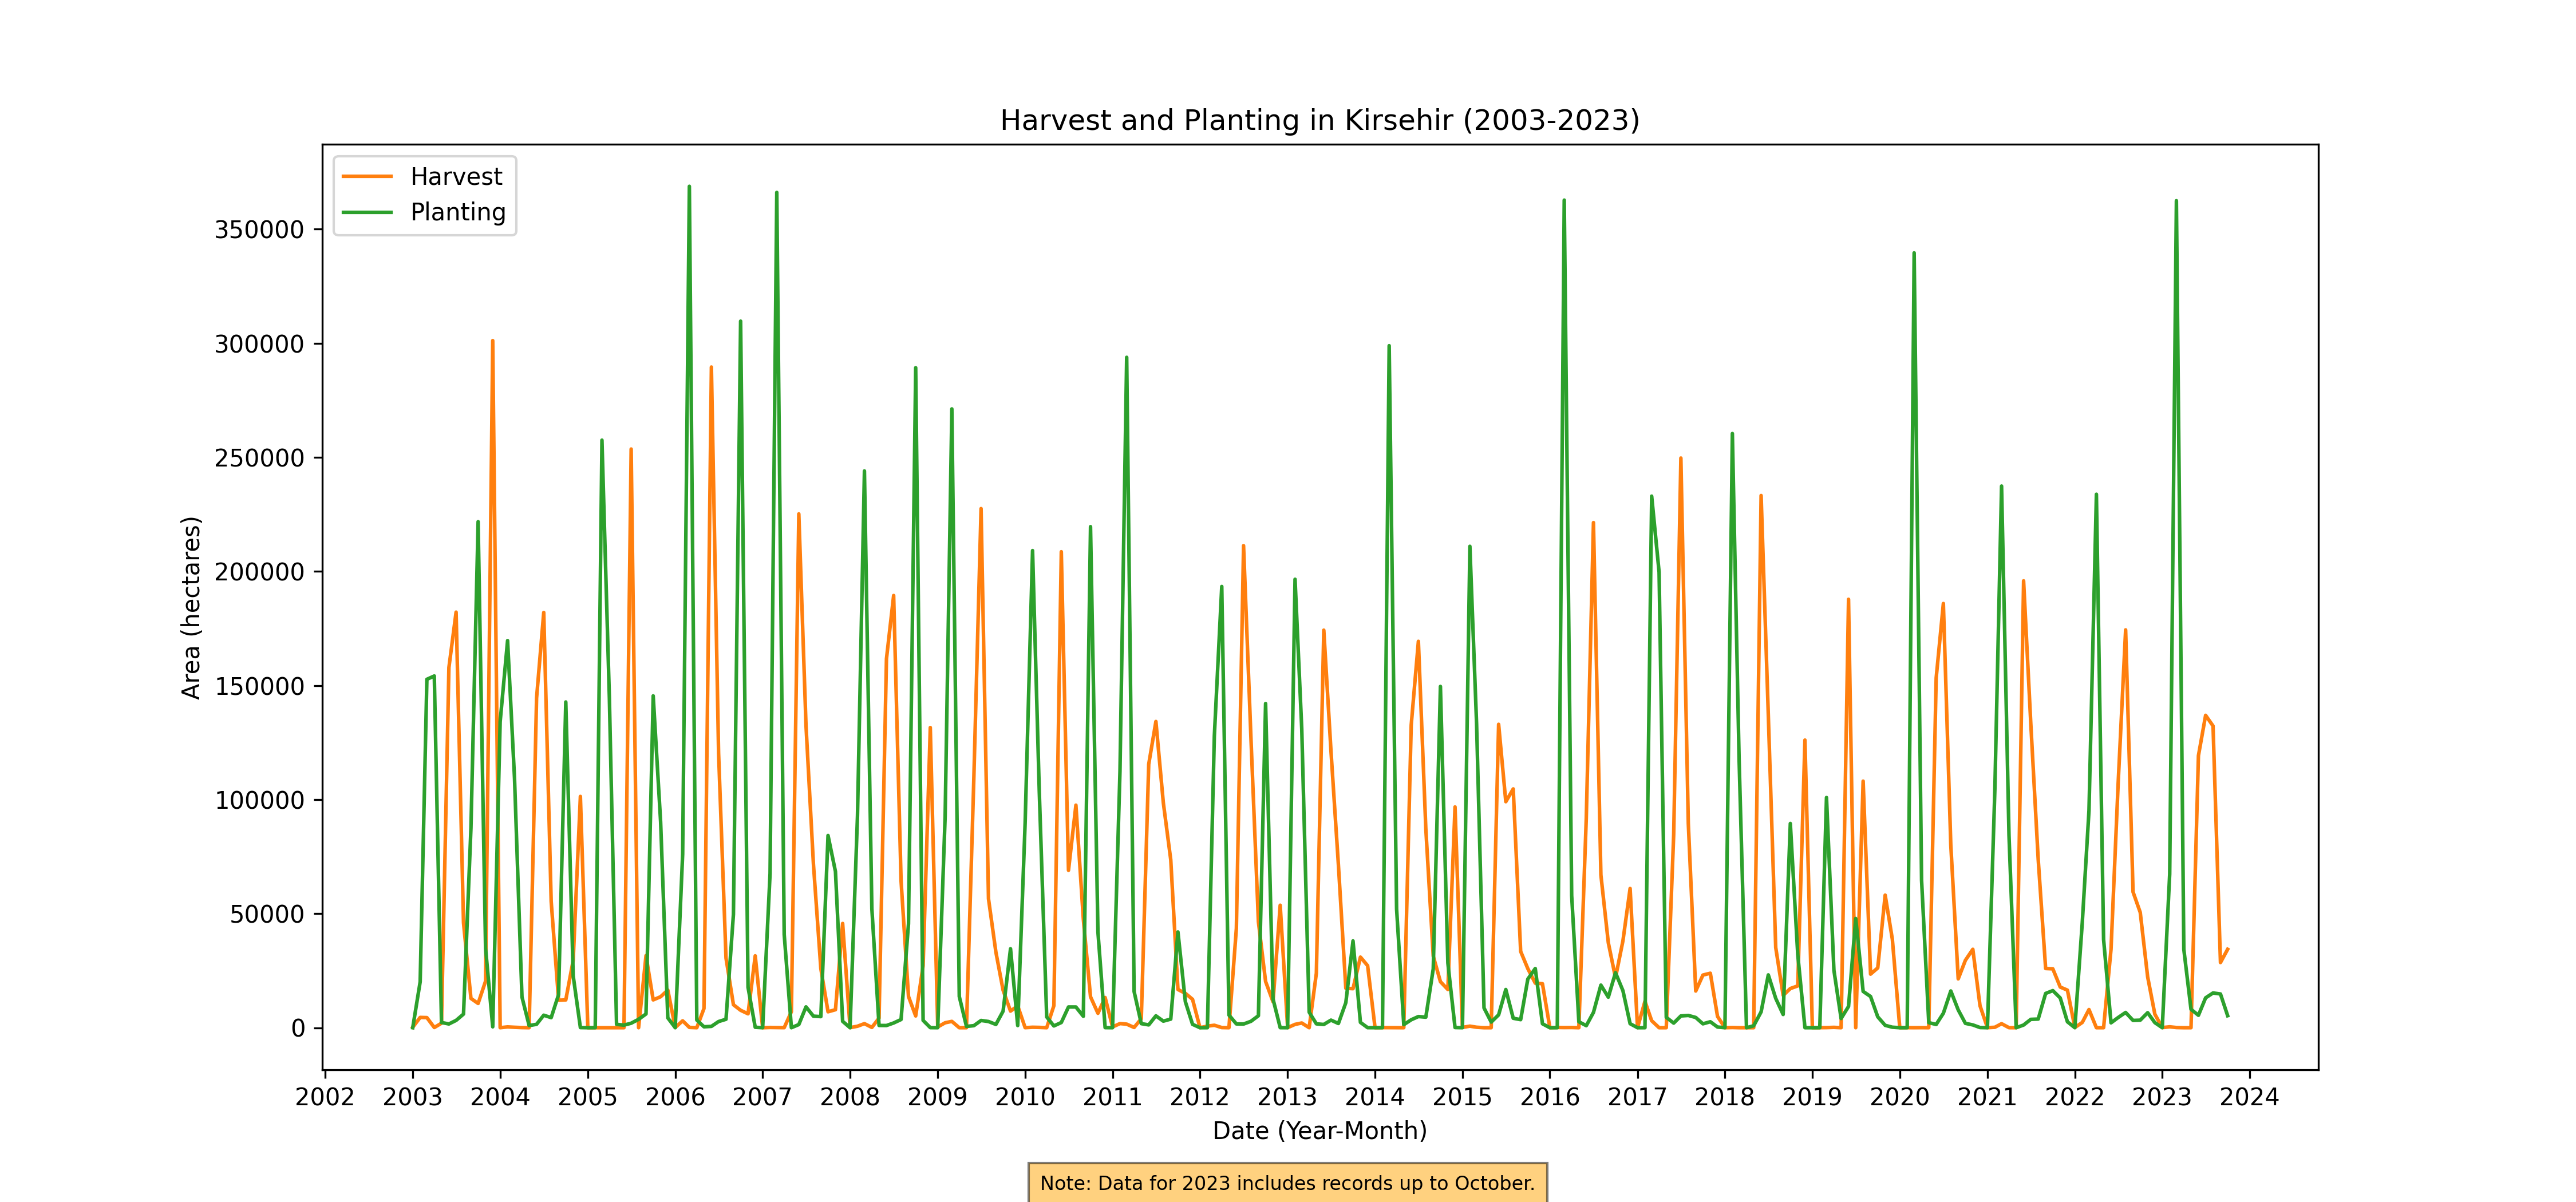 Harvest and Planting in Kirsehir (2003-2023)
Harvest
Planting
Area (hectares)
350000
300000
250000
200000
150000
100000
50000
0
2002 2003 2004 2005 2006 2007 2008 2009 2010 2011 2012 2013 2014 2015 2016 2017 2018 2019 2020 2021 2022 2023 2024
Date (Year-Month)
Note: Data for 2023 includes records up to October.